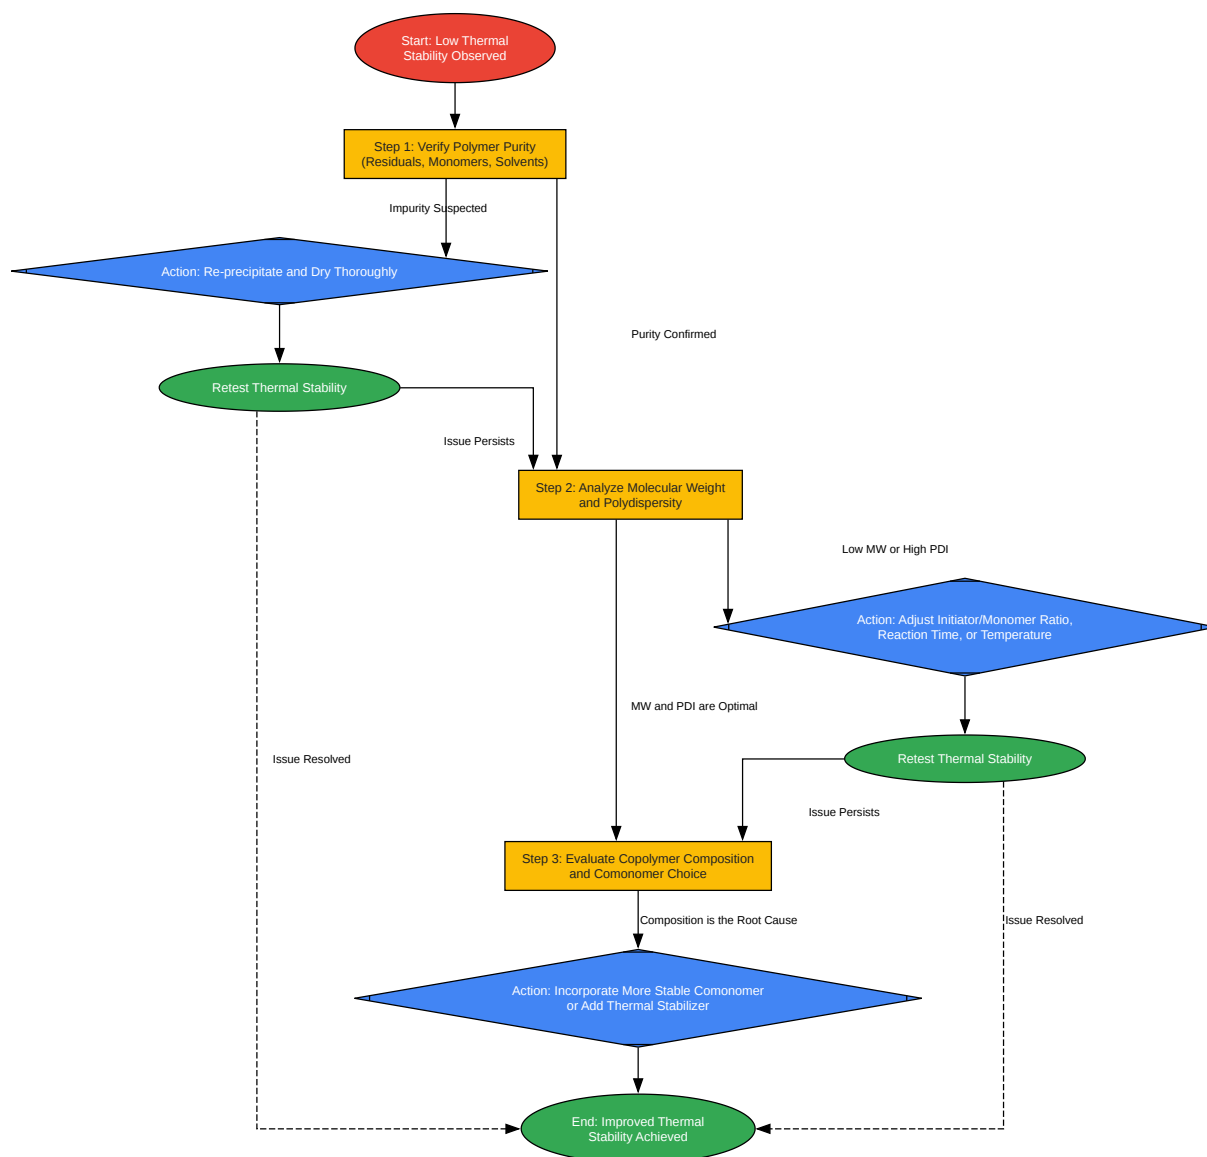 Start: Low Thermal
Stability Observed
Step 1: Verify Polymer Purity
(Residuals, Monomers, Solvents)
Impurity Suspected
Action: Re-precipitate and Dry Thoroughly
Purity Confirmed
Retest Thermal Stability
Issue Persists
Step 2: Analyze Molecular Weight
and Polydispersity
Low MW or High PDI
Action: Adjust Initiator/Monomer Ratio,
Reaction Time, or Temperature
MW and PDI are Optimal
Issue Resolved
Retest Thermal Stability
Issue Persists
Step 3: Evaluate Copolymer Composition
and Comonomer Choice
Composition is the Root Cause
Issue Resolved
Action: Incorporate More Stable Comonomer
or Add Thermal Stabilizer
End: Improved Thermal
Stability Achieved